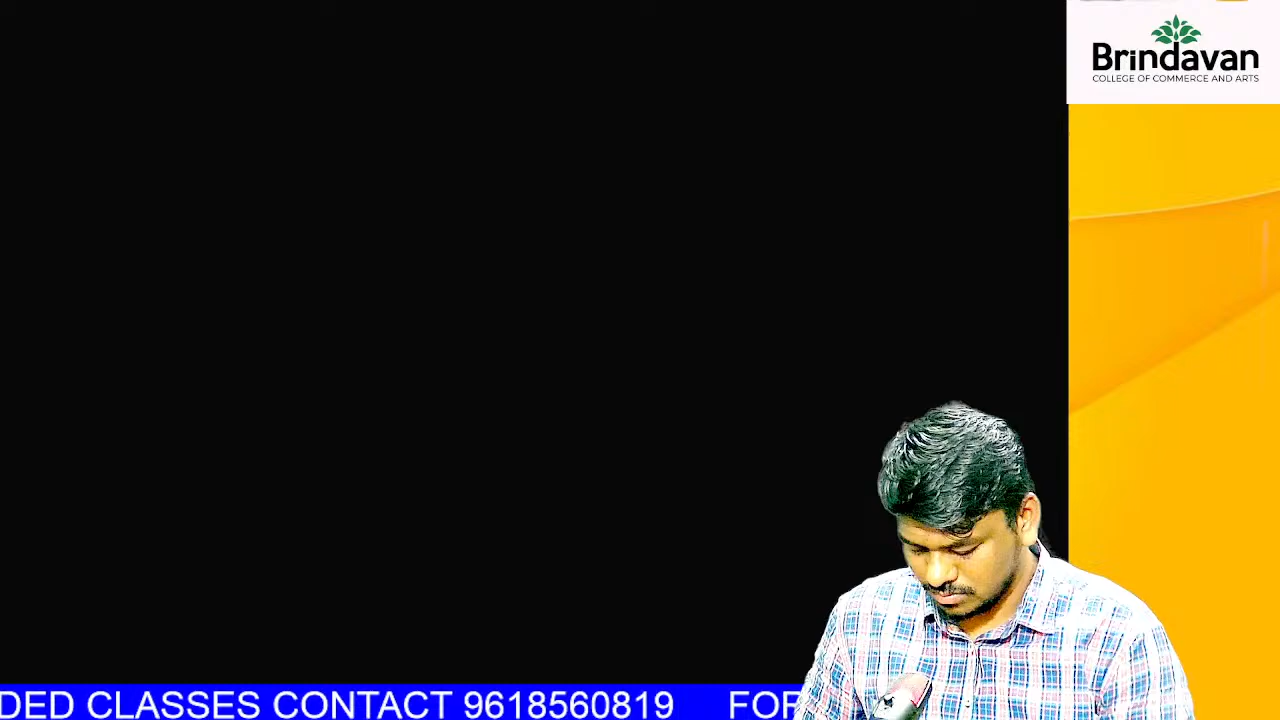 Brindavan
COLLEGE OF COMMERCE AND ARTS
DED CLASSES CONTACT 9618560819 FOR